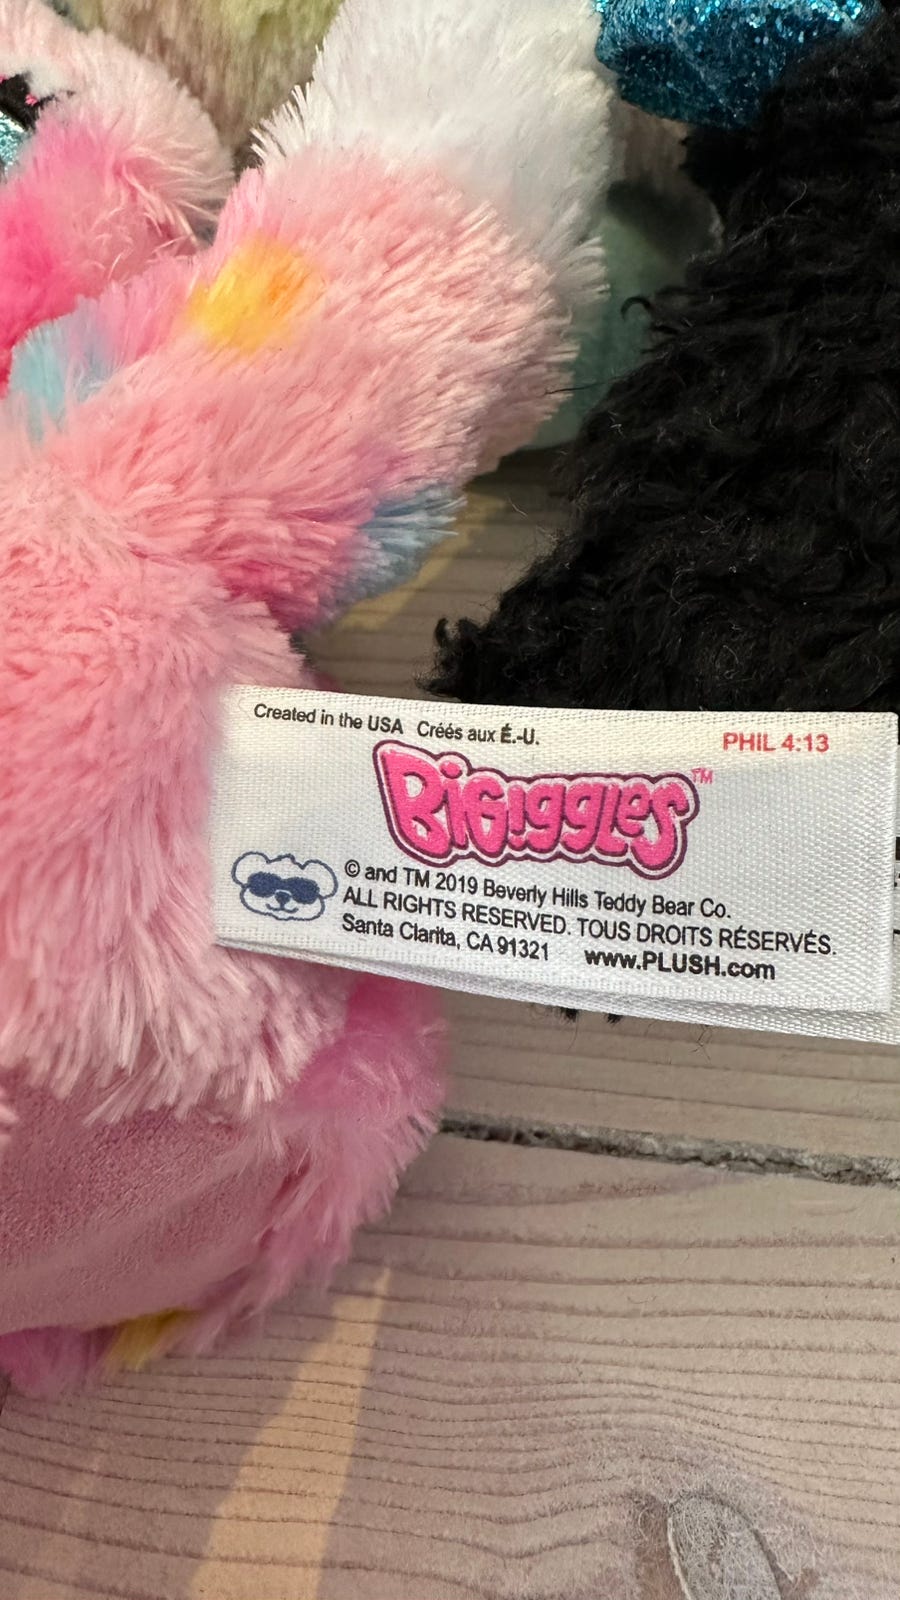 Created in the USA Créés aux É.-U.
PHIL 4:13
BiGiggles™
© and TM 2019 Beverly Hills Teddy Bear Co.
ALL RIGHTS RESERVED. TOUS DROITS RÉSERVÉS.
Santa Clarita, CA 91321 www.PLUSH.com